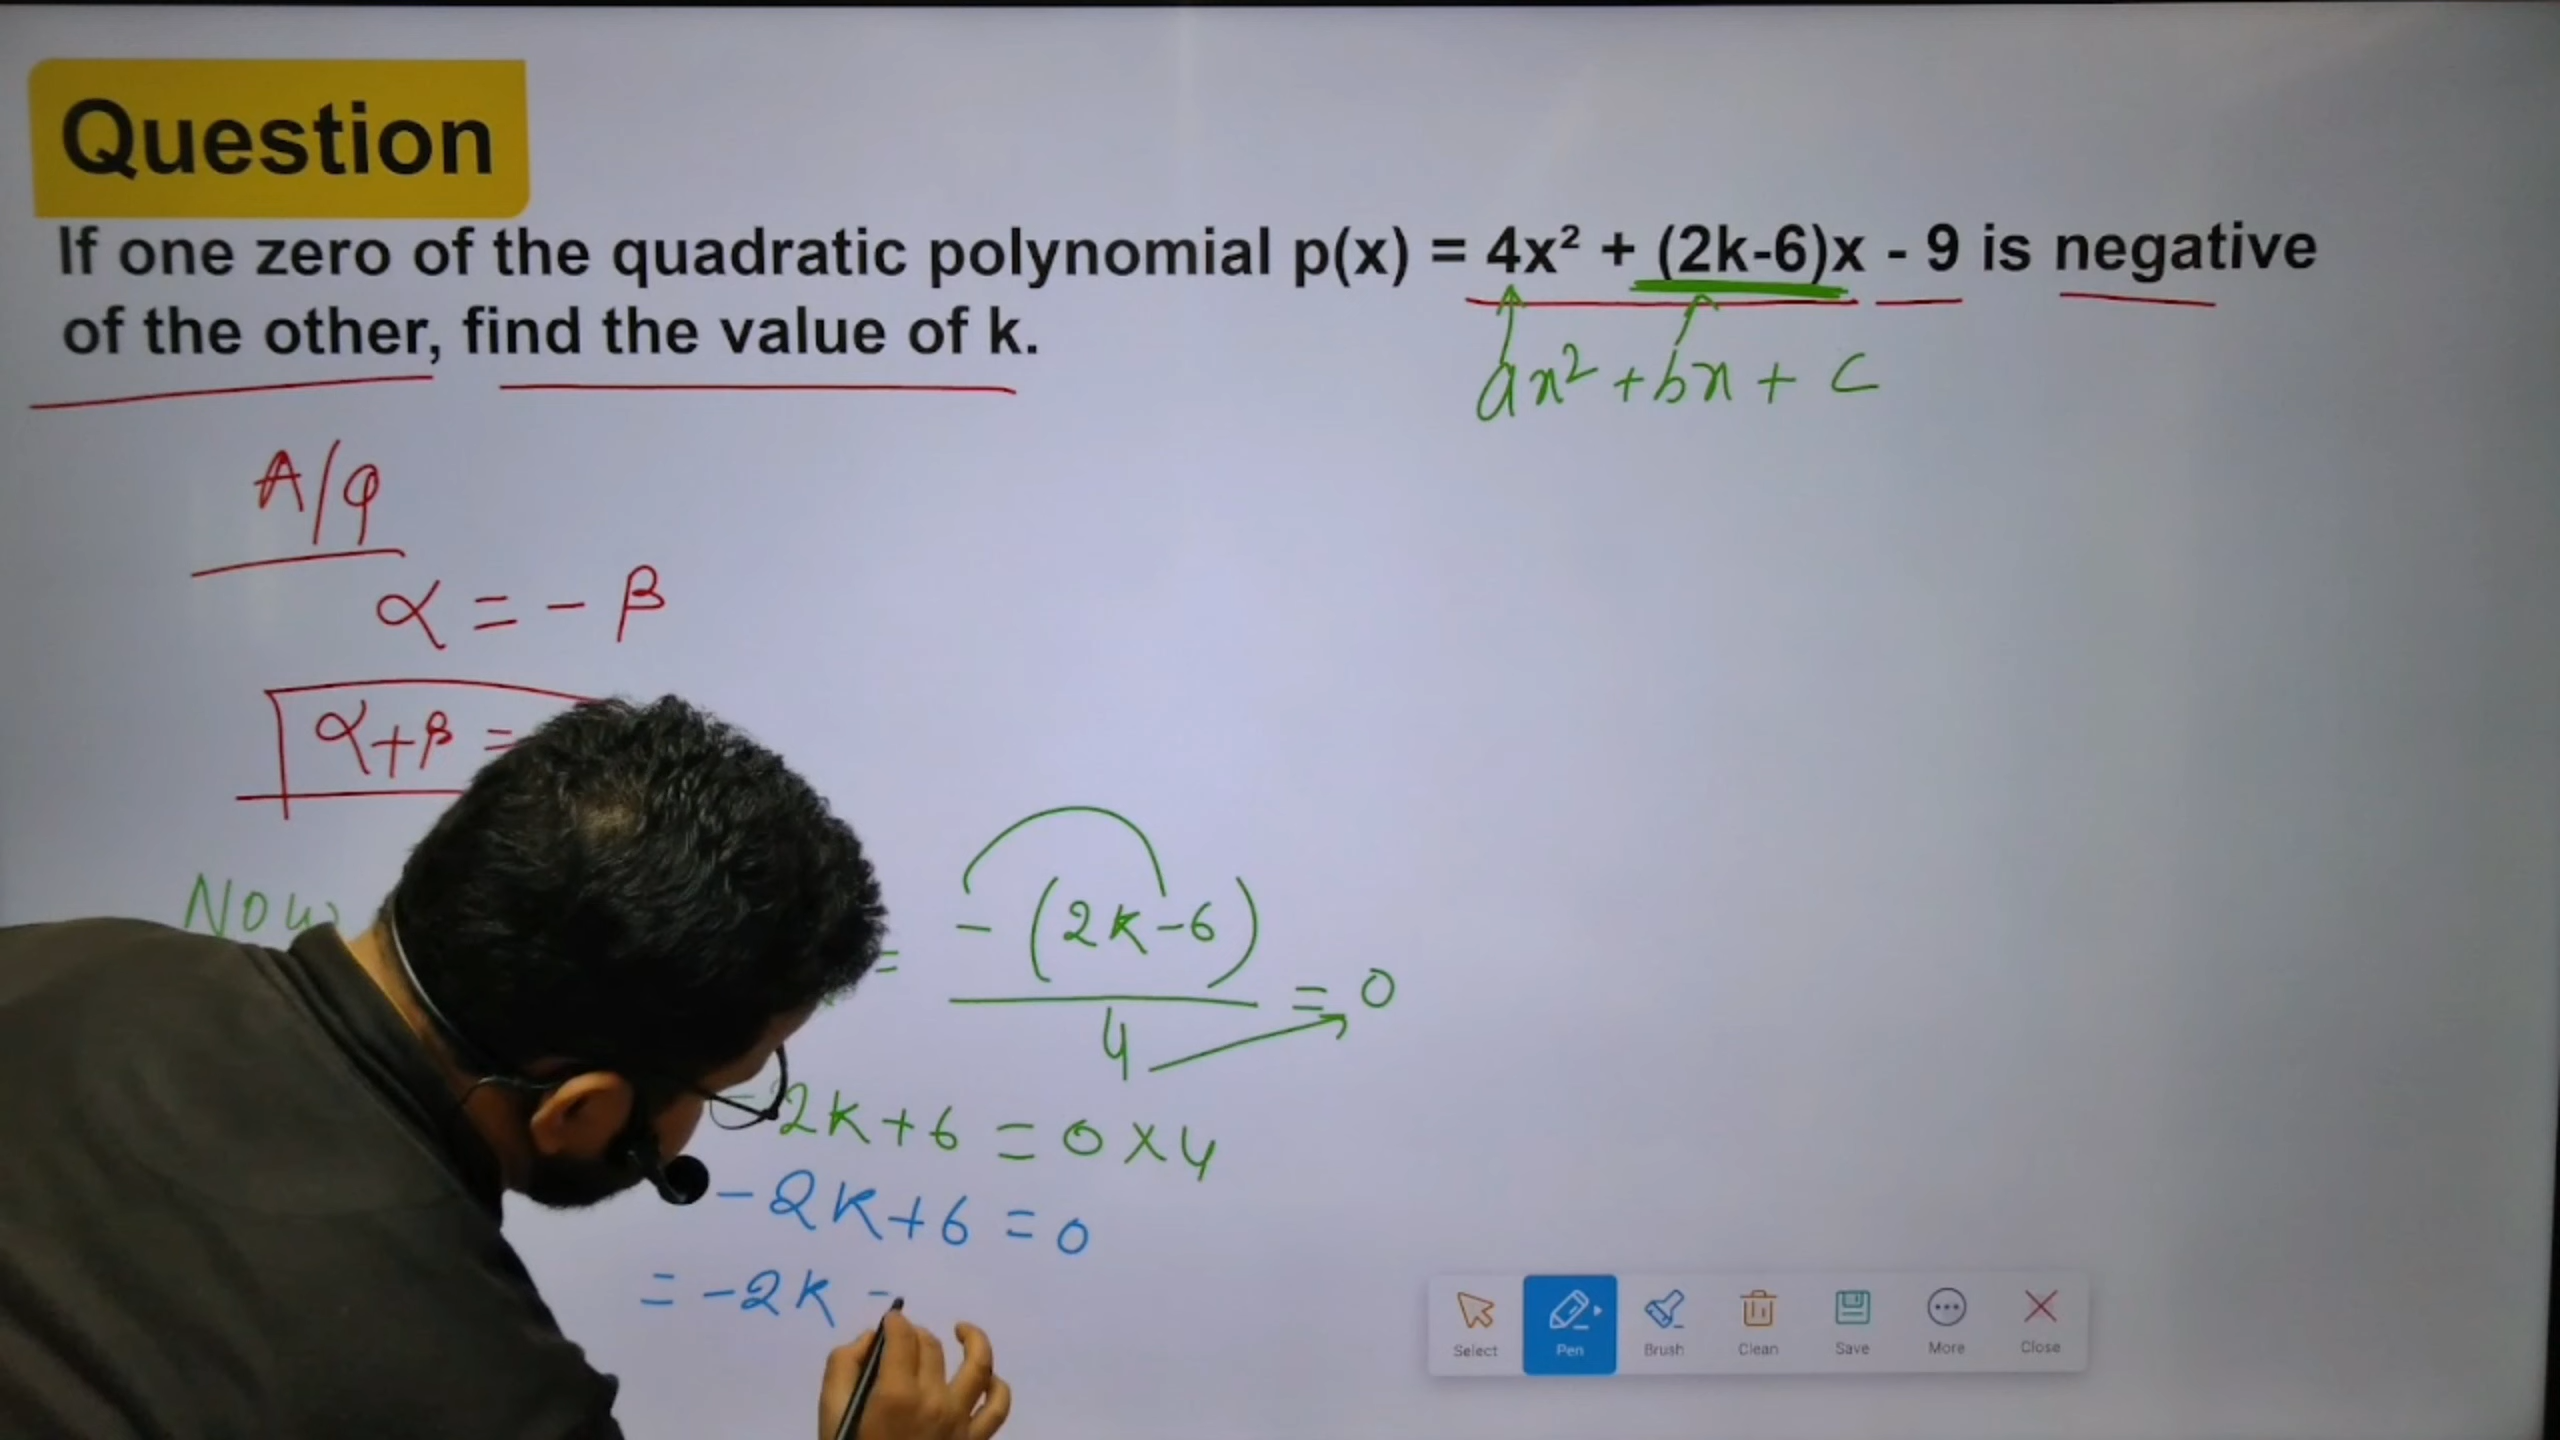 Question
If one zero of the quadratic polynomial p(x) = 4x² + (2k-6)x - 9 is negative
of the other, find the value of k.
ax² + bx + c
A/Q
α = - β
α+β =
Now
= -(2k-6)/4 = 0
-2k+6 = 0×4
-2k+6 = 0
= -2k
Select Pen Brush Clean Save More Close